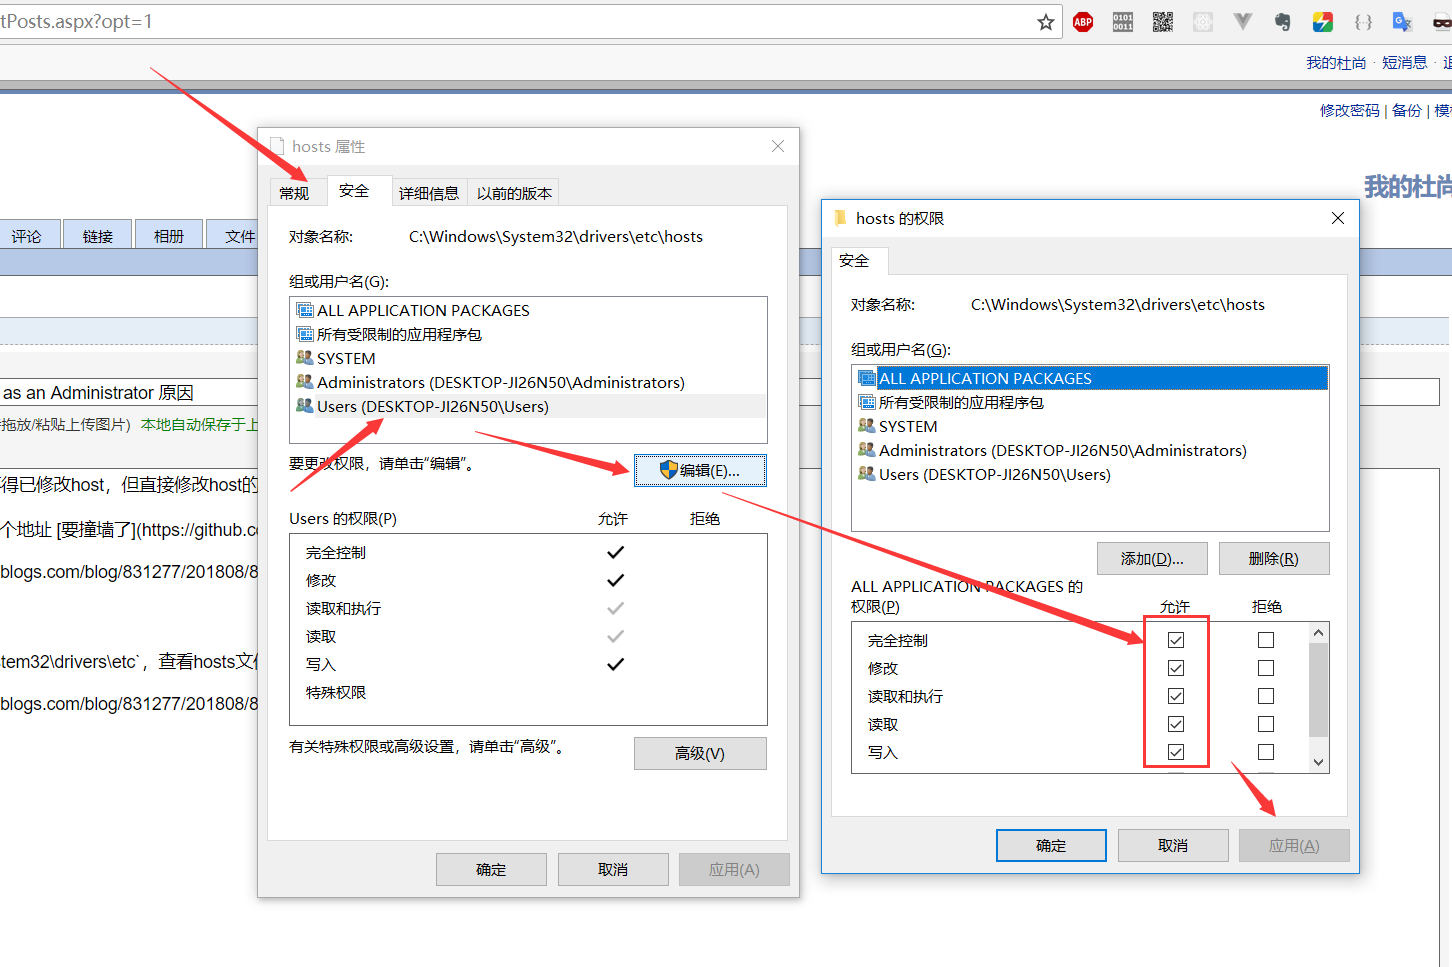 tPosts.aspx?opt=1
ABP
0101
0011
我的杜尚 · 短消息 ·
修改密码 | 备份 |
我的杜尚
评论
链接
相册
文件
as an Administrator 原因
拖放/粘贴上传图片) 本地自动保存于上
得已修改host，但直接修改host的
个地址 [要撞墙了](https://github.c
blogs.com/blog/831277/201808/8
stem32\drivers\etc`，查看hosts文
blogs.com/blog/831277/201808/8
hosts 属性
常规
安全
详细信息
以前的版本
对象名称:
C:\Windows\System32\drivers\etc\hosts
组或用户名(G):
ALL APPLICATION PACKAGES
所有受限制的应用程序包
SYSTEM
Administrators (DESKTOP-JI26N50\Administrators)
Users (DESKTOP-JI26N50\Users)
要更改权限，请单击“编辑”。
编辑(E)...
Users 的权限(P)
允许
拒绝
完全控制
修改
读取和执行
读取
写入
特殊权限
有关特殊权限或高级设置，请单击“高级”。
高级(V)
确定
取消
应用(A)
hosts 的权限
安全
对象名称:
C:\Windows\System32\drivers\etc\hosts
组或用户名(G):
ALL APPLICATION PACKAGES
所有受限制的应用程序包
SYSTEM
Administrators (DESKTOP-JI26N50\Administrators)
Users (DESKTOP-JI26N50\Users)
添加(D)...
删除(R)
ALL APPLICATION PACKAGES 的
权限(P)
允许
拒绝
完全控制
修改
读取和执行
读取
写入
确定
取消
应用(A)